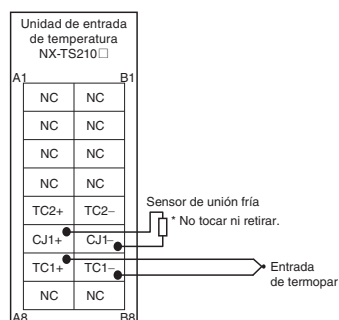 Unidad de entrada
de temperatura
NX-TS210□
A1 B1
NC NC
NC NC
NC NC
NC NC
TC2+ TC2−
Sensor de unión fría
* No tocar ni retirar.
CJ1+ CJ1−
TC1+ TC1−
Entrada
de termopar
NC NC
A8 B8